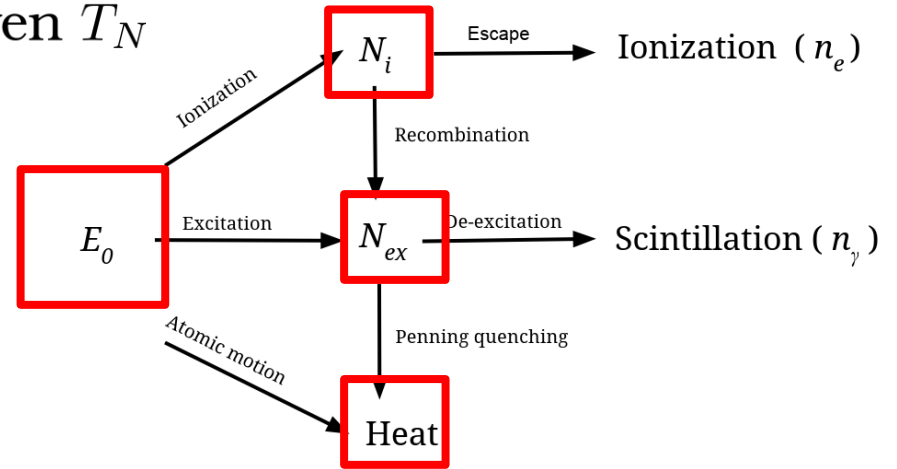 ven T_N
N_i
Escape
Ionization ( n_e )
Ionization
Recombination
E_0
Excitation
N_ex
De-excitation
Scintillation ( n_γ )
Atomic motion
Penning quenching
Heat